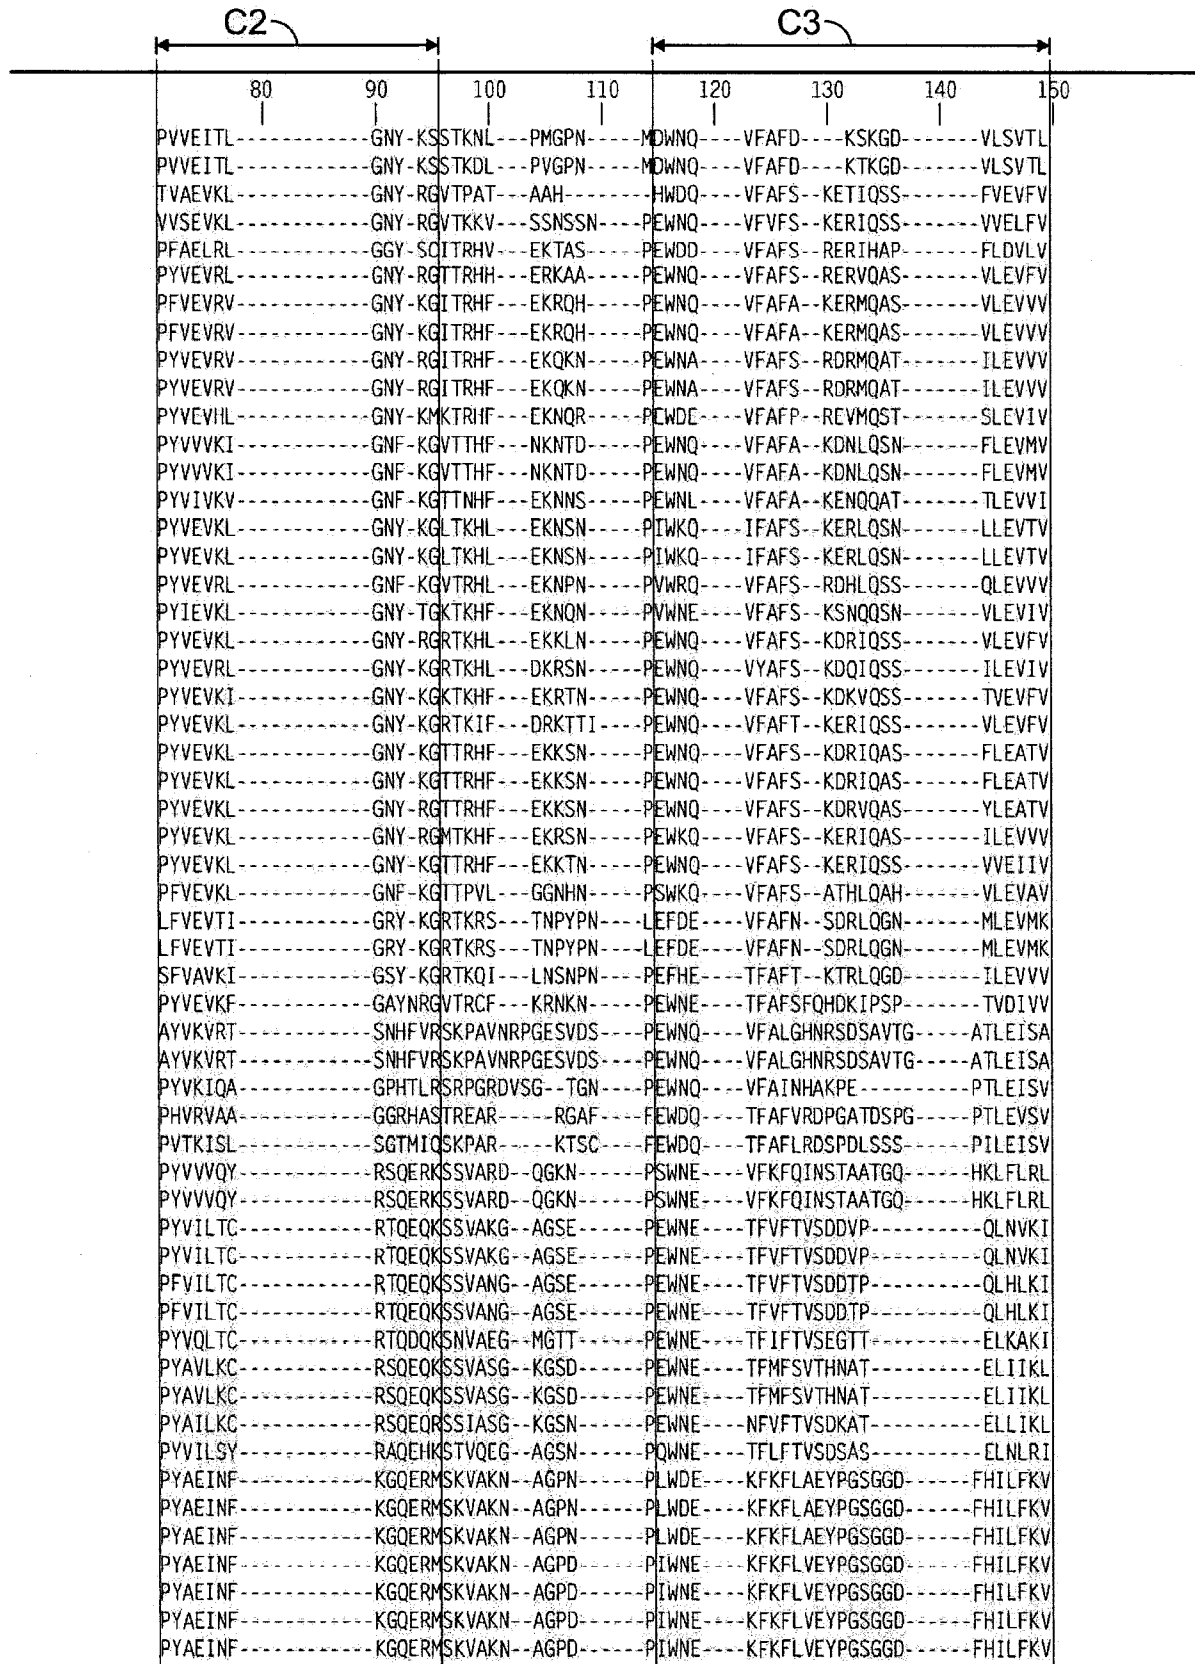 C2 C3
80 90 100 110 120 130 140 150
PVVEITL------------GNY-KSSTKNL---PMGPN-----MDWNQ----VFAFD---KSKGD------VLSVTL
PVVEITL------------GNY-KSSTKDL---PVGPN-----MDWNQ----VFAFD---KTKGD------VLSVTL
TVAEVKL------------GNY-RGVTPAT---AAH-------HWDQ----VFAFS--KETIQSS------FVEVFV
VVSEVKL------------GNY-RGVTKKV---SSNSSN----PEWNQ----VFVFS--KERIQSS------VVELFV
PFAELRL------------GGY-SCITRHV---EKTAS-----PEWDD----VFAFS--RERIHAP------FLDVLV
PYVEVRL------------GNY-RGTTRHH---ERKAA-----PEWNQ----VFAFS--RERVQAS------VLEVFV
PFVEVRV------------GNY-KGITRHF---EKRQH-----PEWNQ----VFAFA--KERMQAS------VLEVVV
PFVEVRV------------GNY-KGITRHF---EKRQH-----PEWNQ----VFAFA--KERMQAS------VLEVVV
PYVEVRV------------GNY-RGITRHF---EKQKN-----PEWNA----VFAFS--RDRMQAT------ILEVVV
PYVEVRV------------GNY-RGITRHF---EKQKN-----PEWNA----VFAFS--RDRMQAT------ILEVVV
PYVEVHL------------GNY-KMKTRHF---EKNQR-----PEWDE----VFAFP--REVMQST------SLEVIV
PYVVVKI------------GNF-KGVTTHF---NKNTD-----PEWNQ----VFAFA--KDNLQSN------FLEVMV
PYVVVKI------------GNF-KGVTTHF---NKNTD-----PEWNQ----VFAFA--KDNLQSN------FLEVMV
PYVIVKV------------GNF-KGTTNHF---EKNNS-----PEWNL----VFAFA--KENQQAT------TLEVVI
PYVEVKL------------GNY-KGLTKHL---EKNSN-----PIWKQ----IFAFS--KERLQSN------LLEVTV
PYVEVKL------------GNY-KGLTKHL---EKNSN-----PIWKQ----IFAFS--KERLQSN------LLEVTV
PYVEVRL------------GNF-KGVTRHL---EKNPN-----PVWRQ----VFAFS--RDHLQSS------QLEVVV
PYIEVKL------------GNY-TGKTKHF---EKNQN-----PVWNE----VFAFS--KSNQQSN------VLEVIV
PYVEVKL------------GNY-RGRTKHL---EKKLN-----PEWNQ----VFAFS--KDRIQSS------VLEVFV
PYVEVRL------------GNY-KGRTKHL---DKRSN-----PEWNQ----VYAFS--KDQIQSS------ILEVIV
PYVEVKI------------GNY-KGKTKHF---EKRTN-----PEWNQ----VFAFS--KDKVQSS------TVEVFV
PYVEVKL------------GNY-KGRTKIF---DRKTTI----PEWNQ----VFAFT--KERIQSS------VLEVFV
PYVEVKL------------GNY-KGTTRHF---EKKSN-----PEWNQ----VFAFS--KDRIQAS------FLEATV
PYVEVKL------------GNY-KGTTRHF---EKKSN-----PEWNQ----VFAFS--KDRIQAS------FLEATV
PYVEVKL------------GNY-RGTTRHF---EKKSN-----PEWNQ----VFAFS--KDRVQAS------YLEATV
PYVEVKL------------GNY-RGMTKHF---EKRSN-----PEWKQ----VFAFS--KERIQAS------ILEVVV
PYVEVKL------------GNY-KGTTRHF---EKKTN-----PEWNQ----VFAFS--KERIQSS------VVEIIV
PFVEVKL------------GNF-KGTTPVL---GGNHN-----PSWKQ----VFAFS--ATHLQAH------VLEVAV
LFVEVTI------------GRY-KGRTKRS---TNPYPN----LEFDE----VFAFN--SDRLQGN------MLEVMK
LFVEVTI------------GRY-KGRTKRS---TNPYPN----LEFDE----VFAFN--SDRLQGN------MLEVMK
SFVAVKI------------GSY-KGRTKQI---LNSNPN----PEFHE----TFAFT--KTRLQGD------ILEVVV
PYVEVKF------------GAYNRGVTRCF---KRNKN-----PEWNE----TFAFSFQHDKIPSP------TVDIVV
AYVKVRT------------SNHFVRSKPAVNRPGESVDS----PEWNQ----VFALGHNRSDSAVTG-----ATLEISA
AYVKVRT------------SNHFVRSKPAVNRPGESVDS----PEWNQ----VFALGHNRSDSAVTG-----ATLEISA
PYVKIQA------------GPHTLRSRPGRDVSG--TGN----PEWNQ----VFAINHAKPE----------PTLEISV
PHVRVAA------------GGRHASTREAR-----RGAF----FEWDQ----TFAFVRDPGATDSPG-----PTLEVSV
PVTKISL------------SGTMIQSKPAR-----KTSC----FEWDQ----TFAFLRDSPDLSSS------PILEISV
PYVVVQY------------RSQERKSSVARD--QGKN------PSWNE----VFKFQINSTAATGQ------HKLFLRL
PYVVVQY------------RSQERKSSVARD--QGKN------PSWNE----VFKFQINSTAATGQ------HKLFLRL
PYVILTC------------RTQEQKSSVAKG--AGSE------PEWNE----TFVFTVSDDVP----------QLNVKI
PYVILTC------------RTQEQKSSVAKG--AGSE------PEWNE----TFVFTVSDDVP----------QLNVKI
PFVILTC------------RTQEQKSSVANG--AGSE------PEWNE----TFVFTVSDDTP----------QLHLKI
PFVILTC------------RTQEQKSSVANG--AGSE------PEWNE----TFVFTVSDDTP----------QLHLKI
PYVQLTC------------RTQDQKSNVAEG--MGTT------PEWNE----TFIFTVSEGTT----------ELKAKI
PYAVLKC------------RSQEQKSSVASG--KGSD------PEWNE----TFMFSVTHNAT----------ELIIKL
PYAVLKC------------RSQEQKSSVASG--KGSD------PEWNE----TFMFSVTHNAT----------ELIIKL
PYAILKC------------RSQEQRSSIASG--KGSN------PEWNE----NFVFTVSDKAT----------ELLIKL
PYVILSY------------RAQEHKSTVQEG--AGSN------PQWNE----TFLFTVSDSAS----------ELNLRI
PYAEINF------------KGQERMSKVAKN--AGPN------PLWDE----KFKFLAEYPGSGGD------FHILFKV
PYAEINF------------KGQERMSKVAKN--AGPN------PLWDE----KFKFLAEYPGSGGD------FHILFKV
PYAEINF------------KGQERMSKVAKN--AGPN------PLWDE----KFKFLAEYPGSGGD------FHILFKV
PYAEINF------------KGQERMSKVAKN--AGPD------PIWNE----KFKFLVEYPGSGGD------FHILFKV
PYAEINF------------KGQERMSKVAKN--AGPD------PIWNE----KFKFLVEYPGSGGD------FHILFKV
PYAEINF------------KGQERMSKVAKN--AGPD------PIWNE----KFKFLVEYPGSGGD------FHILFKV
PYAEINF------------KGQERMSKVAKN--AGPD------PIWNE----KFKFLVEYPGSGGD------FHILFKV